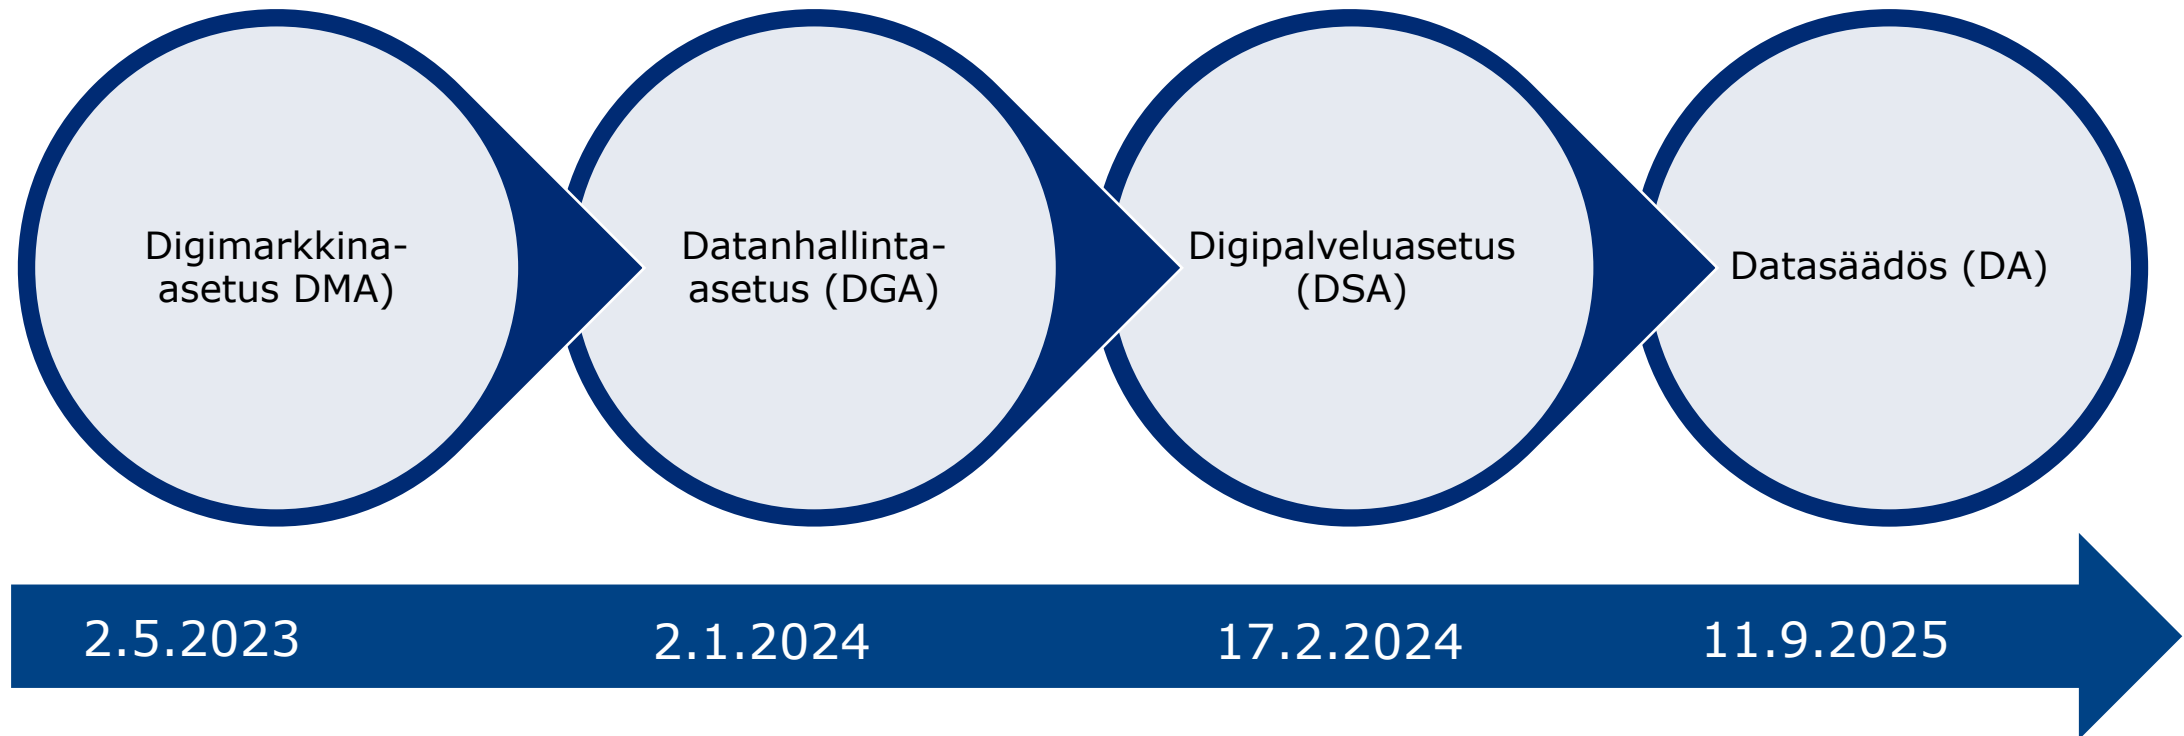 Digimarkkina-
asetus DMA)
Datanhallinta-
asetus (DGA)
Digipalveluasetus
(DSA)
Datasäädös (DA)
2.5.2023
2.1.2024
17.2.2024
11.9.2025